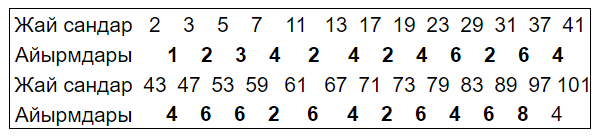 Жай сандар 2 3 5 7 11 13 17 19 23 29 31 37 41
Айырмдары 1 2 3 4 2 4 2 4 6 2 6 4
Жай сандар 43 47 53 59 61 67 71 73 79 83 89 97 101
Айырмдары 4 6 6 2 6 4 2 6 4 6 8 4